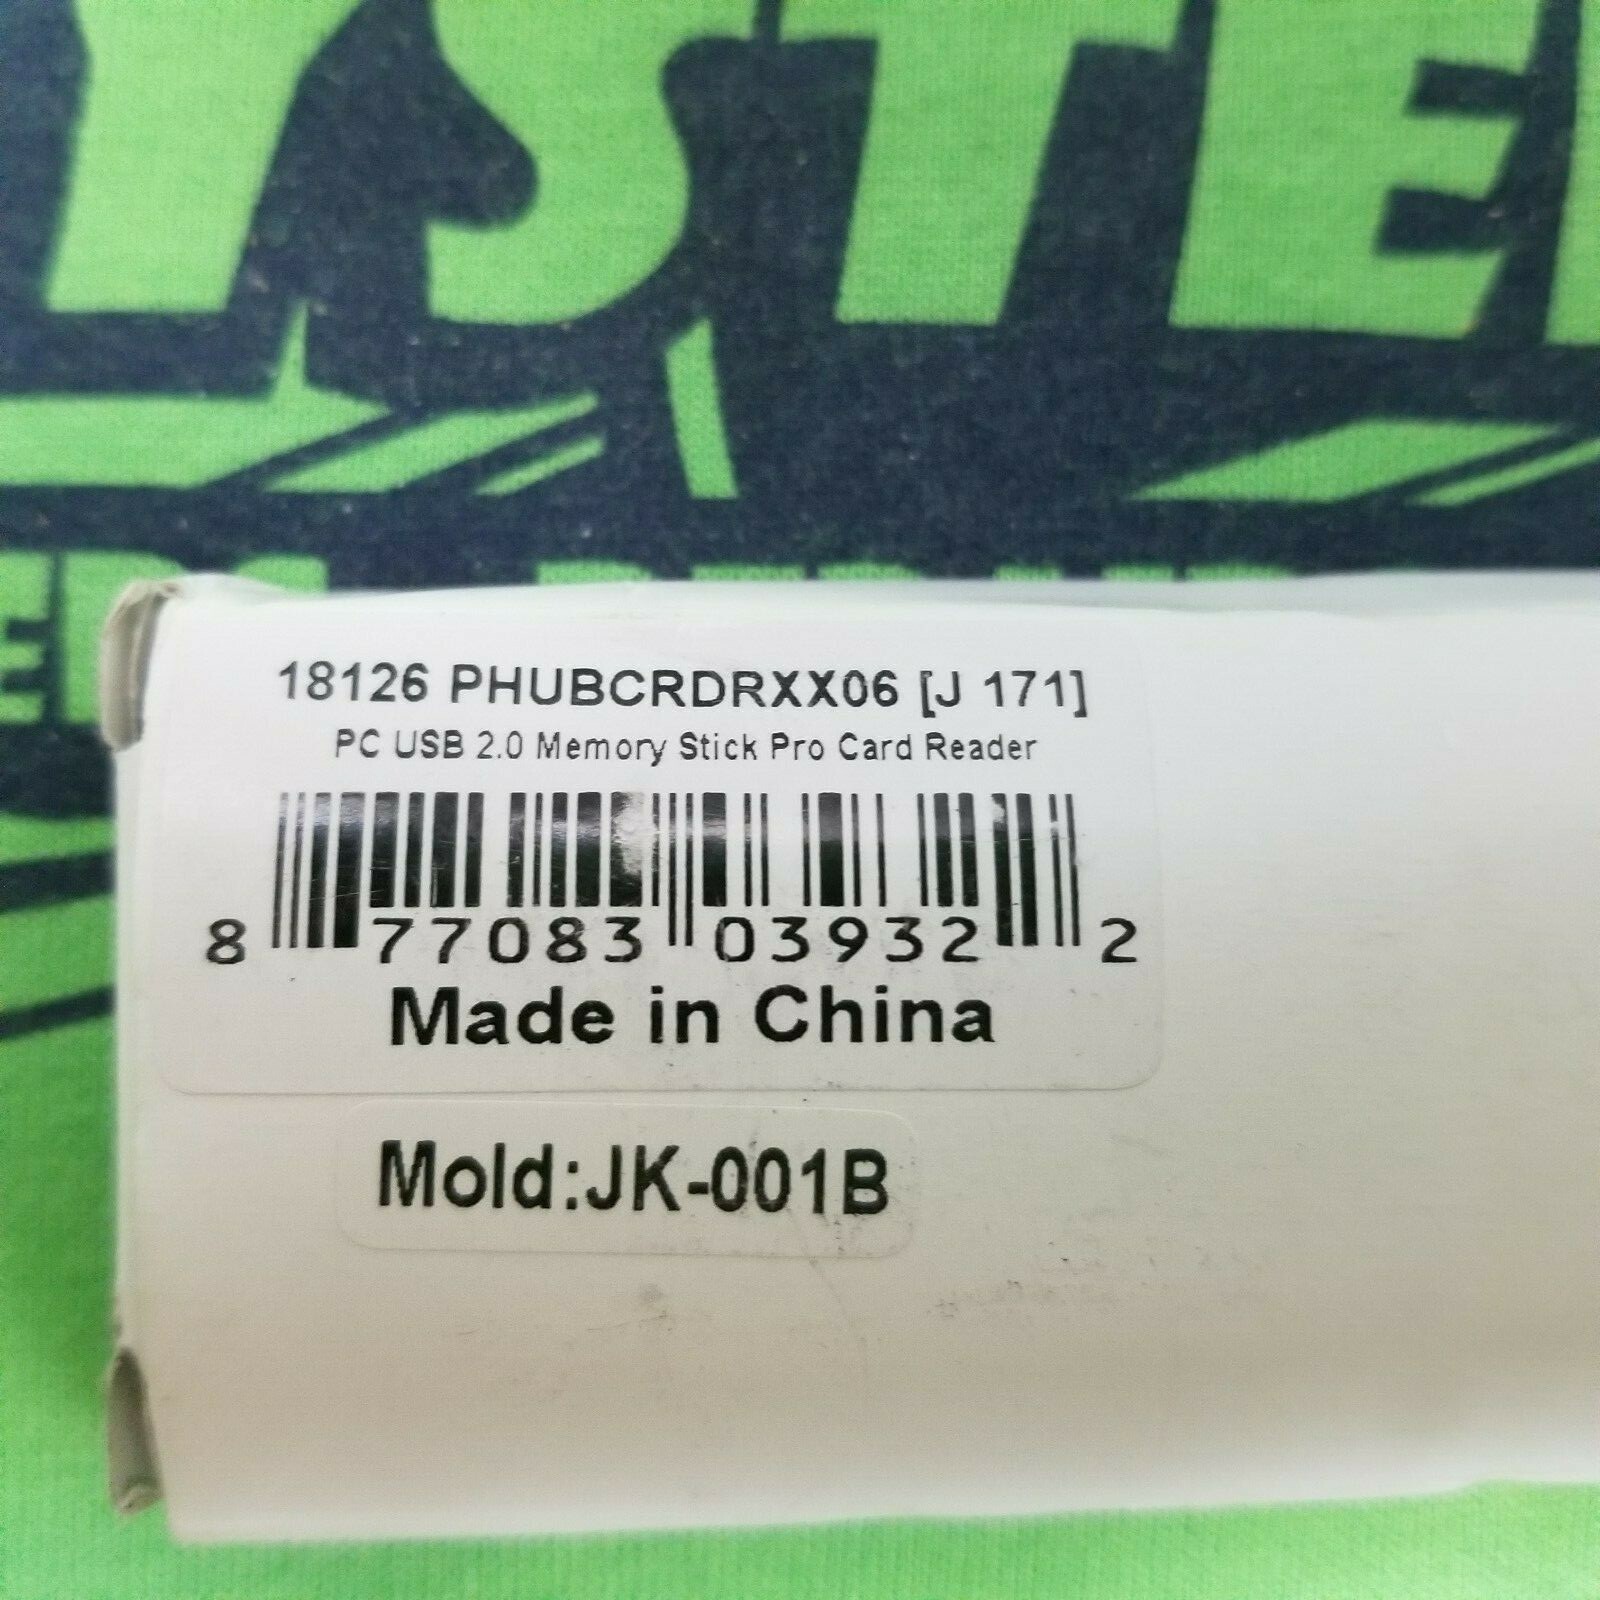 YSTE
18126 PHUBCRDRXX06 [J 171]
PC USB 2.0 Memory Stick Pro Card Reader
8 77083 03932 2
Made in China
Mold:JK-001B